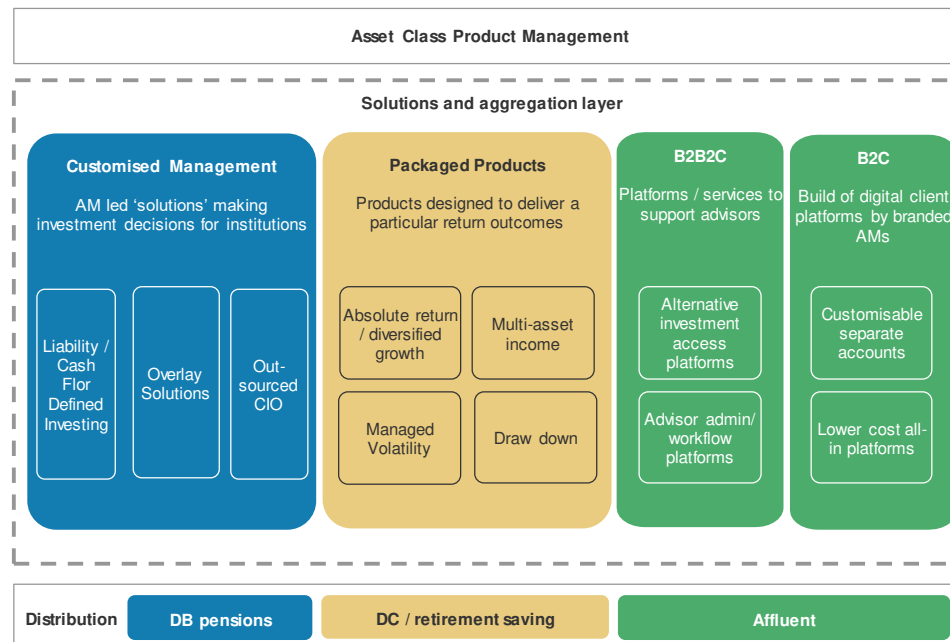 Asset Class Product Management
Solutions and aggregation layer
Customised Management
AM led ‘solutions’ making
investment decisions for institutions
Liability /
Cash
Flor
Defined
Investing
Overlay
Solutions
Out-
sourced
CIO
Packaged Products
Products designed to deliver a
particular return outcomes
Absolute return
/ diversified
growth
Multi-asset
income
Managed
Volatility
Draw down
B2B2C
Platforms / services to
support advisors
Alternative
investment
access
platforms
Advisor admin/
workflow
platforms
B2C
Build of digital client
platforms by branded
AMs
Customisable
separate
accounts
Lower cost all-
in platforms
Distribution
DB pensions
DC / retirement saving
Affluent